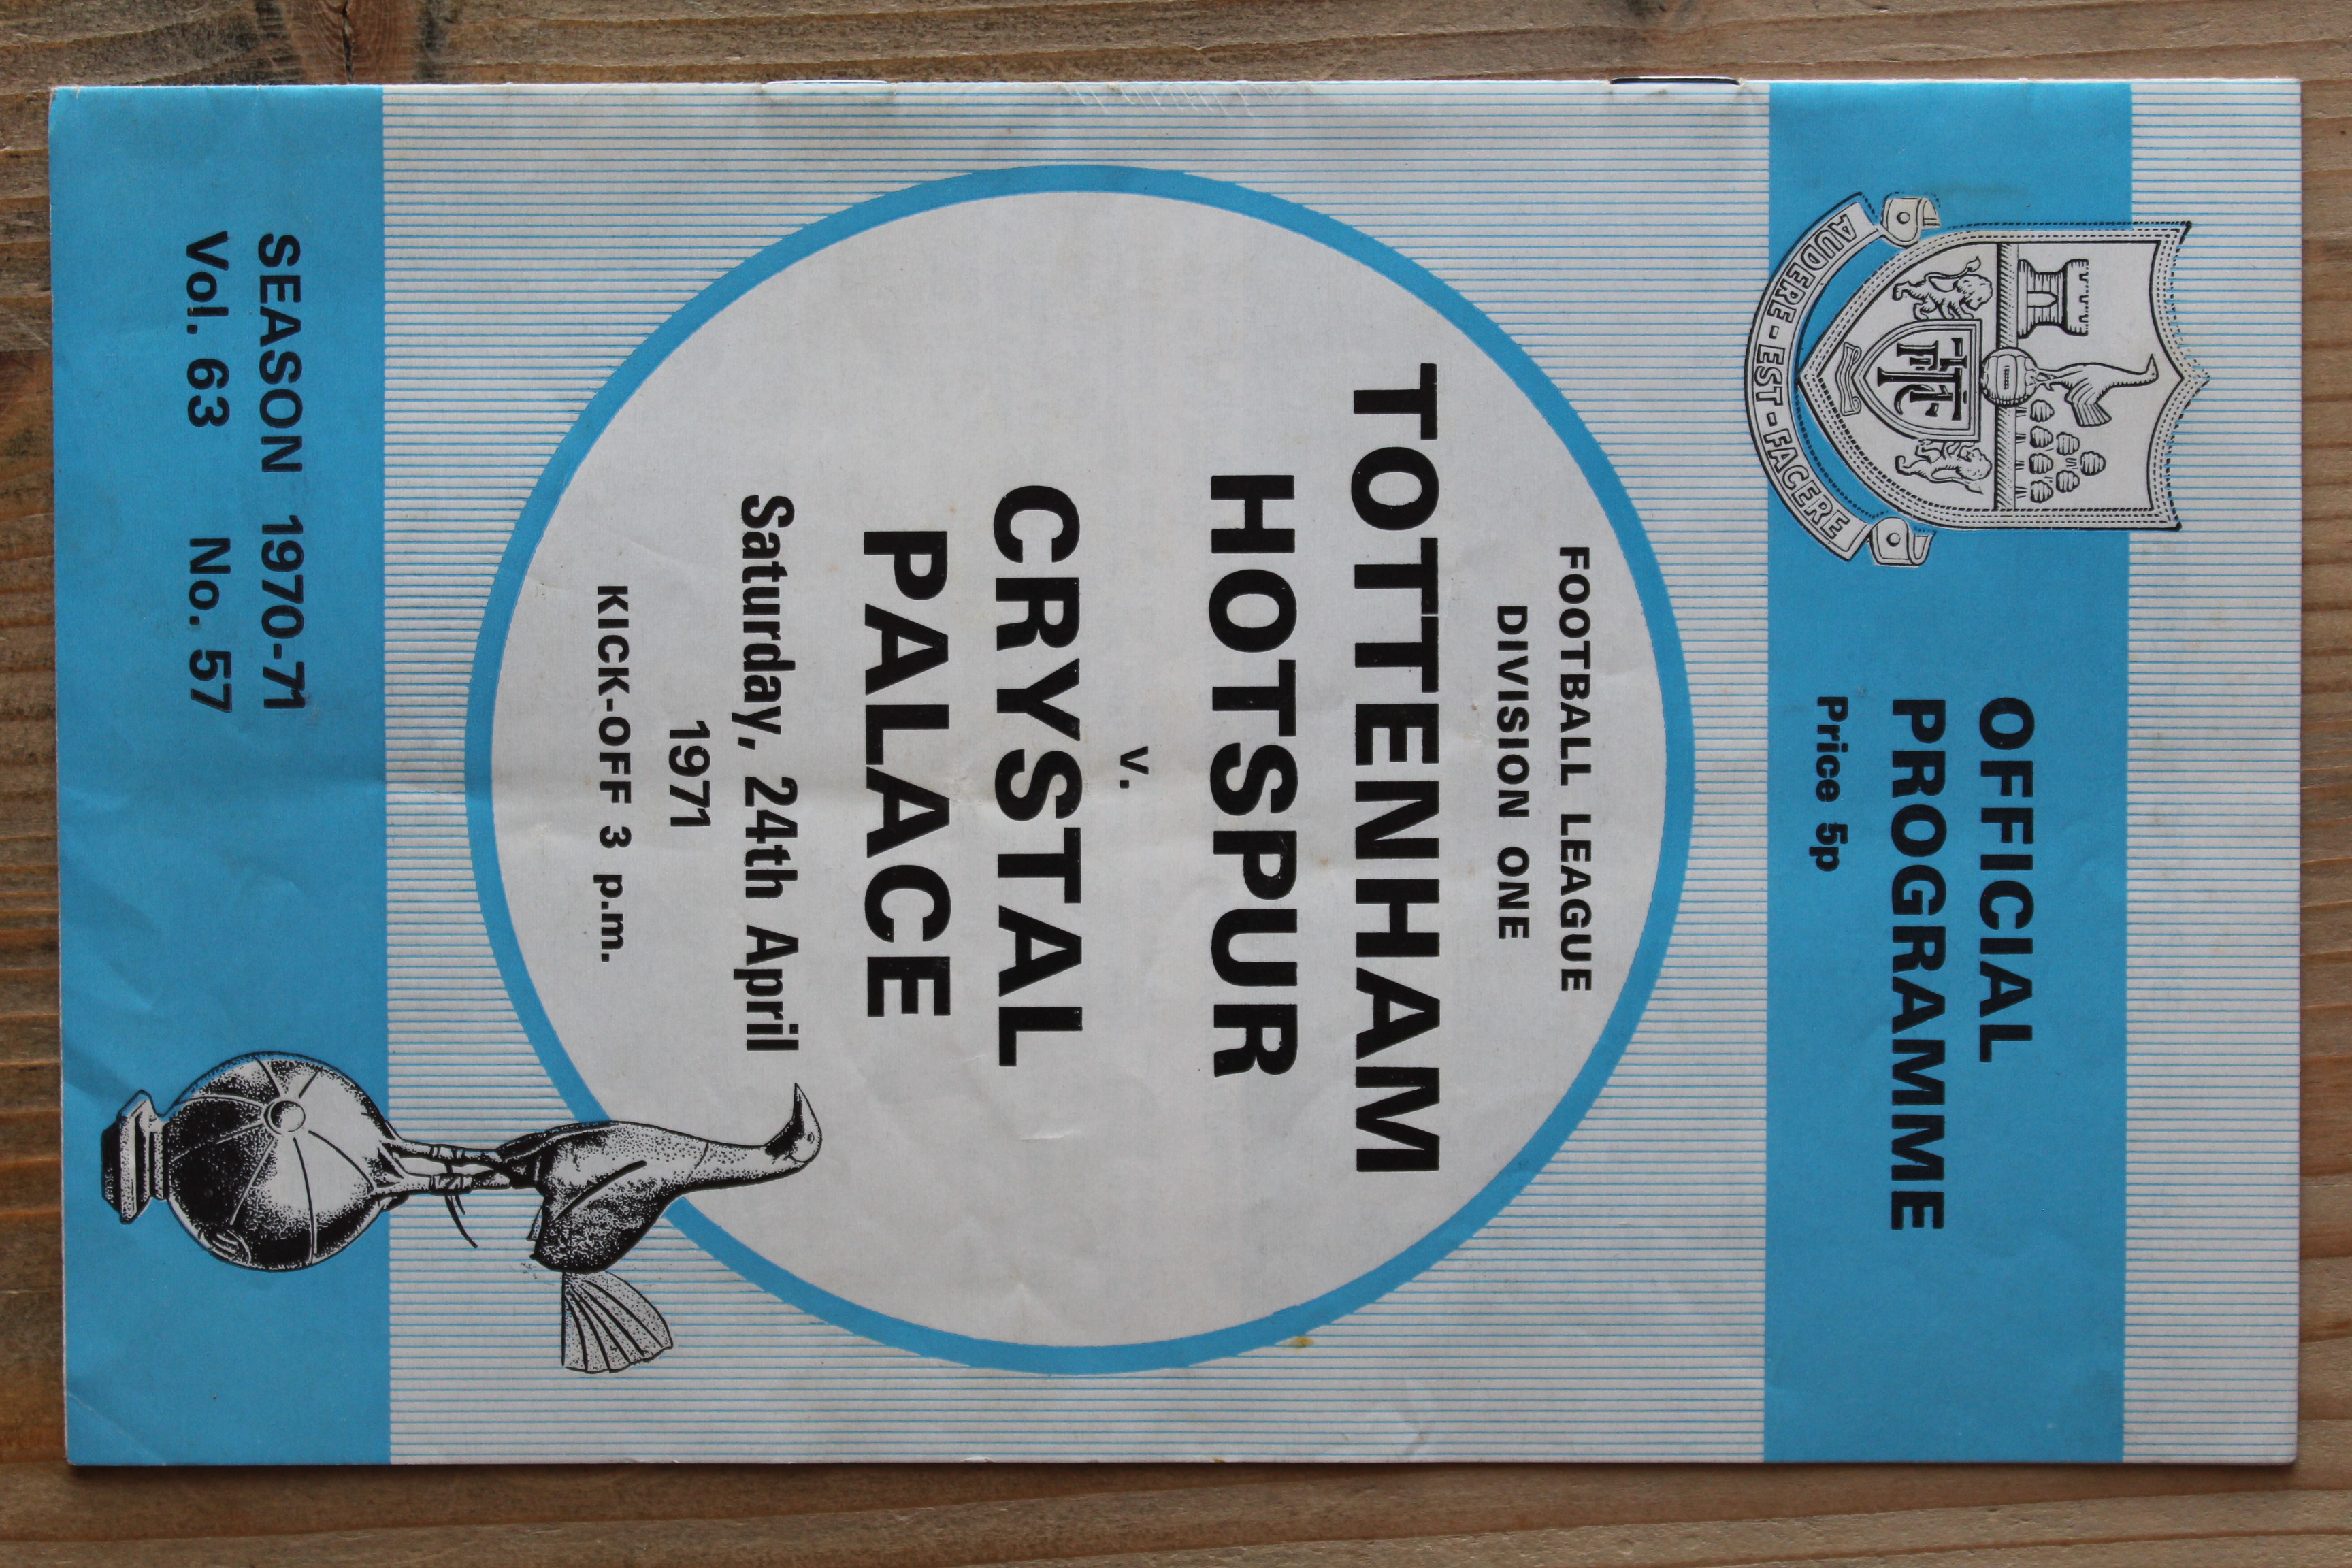 OFFICIAL
PROGRAMME
Price 5p
AUDERE - EST - FACERE
FOOTBALL LEAGUE
DIVISION ONE
TOTTENHAM
HOTSPUR
v.
CRYSTAL
PALACE
Saturday, 24th April
1971
KICK-OFF 3 p.m.
SEASON 1970-71
Vol. 63 No. 57